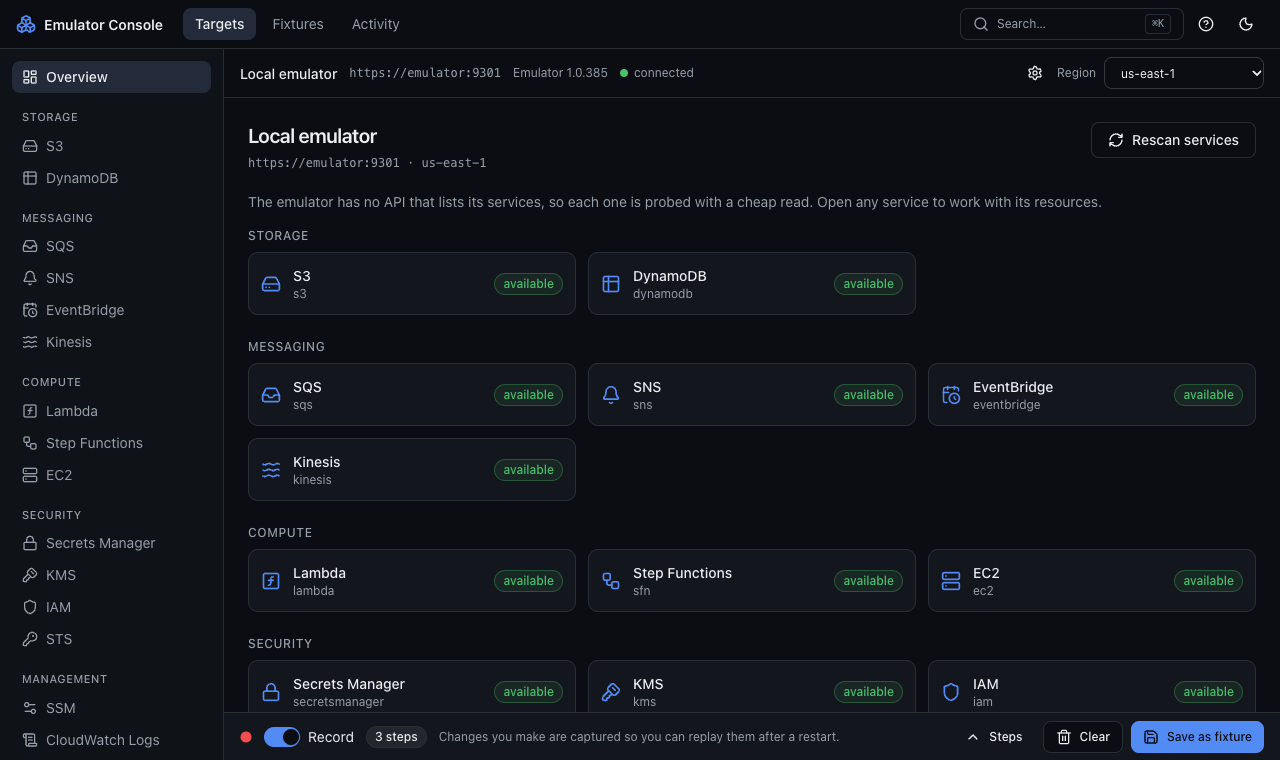 Emulator Console
Targets
Fixtures
Activity
Search...
⌘K
Overview
STORAGE
S3
DynamoDB
MESSAGING
SQS
SNS
EventBridge
Kinesis
COMPUTE
Lambda
Step Functions
EC2
SECURITY
Secrets Manager
KMS
IAM
STS
MANAGEMENT
SSM
CloudWatch Logs
Local emulator https://emulator:9301 Emulator 1.0.385 connected
Region us-east-1
Local emulator
https://emulator:9301 · us-east-1
Rescan services
The emulator has no API that lists its services, so each one is probed with a cheap read. Open any service to work with its resources.
STORAGE
S3
s3
available
DynamoDB
dynamodb
available
MESSAGING
SQS
sqs
available
SNS
sns
available
EventBridge
eventbridge
available
Kinesis
kinesis
available
COMPUTE
Lambda
lambda
available
Step Functions
sfn
available
EC2
ec2
available
SECURITY
Secrets Manager
secretsmanager
available
KMS
kms
available
IAM
iam
available
Record
3 steps
Changes you make are captured so you can replay them after a restart.
Steps
Clear
Save as fixture